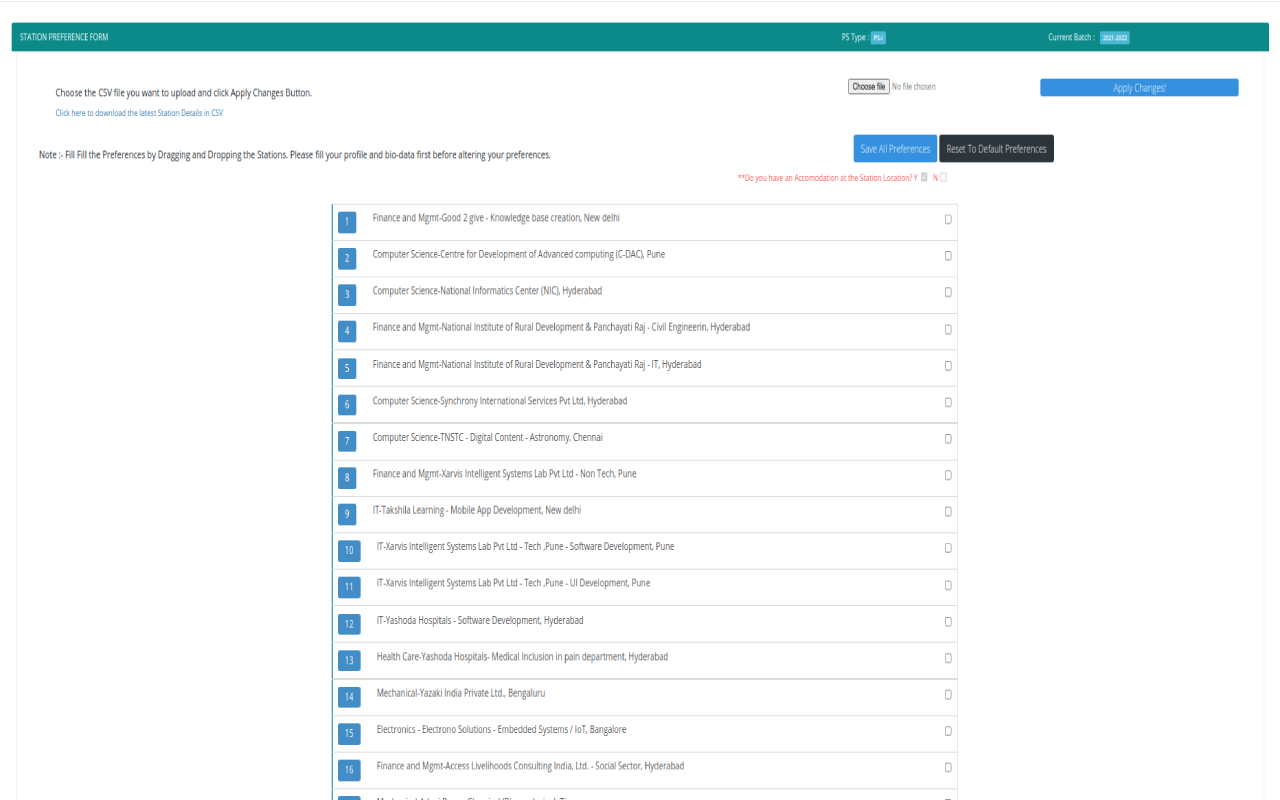 STATION PREFERENCE FORM PS Type : PS-I Current Batch : 2021-2022
Choose the CSV file you want to upload and click Apply Changes Button. Choose file No file chosen Apply Changes!
Click here to download the latest Station Details in CSV
Note :- Fill Fill the Preferences by Dragging and Dropping the Stations. Please fill your profile and bio-data first before altering your preferences. Save All Preferences Reset To Default Preferences
**Do you have an Accomodation at the Station Location? Y N
1 Finance and Mgmt-Good 2 give - Knowledge base creation, New delhi
2 Computer Science-Centre for Development of Advanced computing (C-DAC), Pune
3 Computer Science-National Informatics Center (NIC), Hyderabad
4 Finance and Mgmt-National Institute of Rural Development & Panchayati Raj - Civil Engineerin, Hyderabad
5 Finance and Mgmt-National Institute of Rural Development & Panchayati Raj - IT, Hyderabad
6 Computer Science-Synchrony International Services Pvt Ltd, Hyderabad
7 Computer Science-TNSTC - Digital Content - Astronomy, Chennai
8 Finance and Mgmt-Xarvis Intelligent Systems Lab Pvt Ltd - Non Tech, Pune
9 IT-Takshila Learning - Mobile App Development, New delhi
10 IT-Xarvis Intelligent Systems Lab Pvt Ltd - Tech ,Pune - Software Development, Pune
11 IT-Xarvis Intelligent Systems Lab Pvt Ltd - Tech ,Pune - UI Development, Pune
12 IT-Yashoda Hospitals - Software Development, Hyderabad
13 Health Care-Yashoda Hospitals- Medical Inclusion in pain department, Hyderabad
14 Mechanical-Yazaki India Private Ltd., Bengaluru
15 Electronics - Electrono Solutions - Embedded Systems / IoT, Bangalore
16 Finance and Mgmt-Access Livelihoods Consulting India, Ltd. - Social Sector, Hyderabad